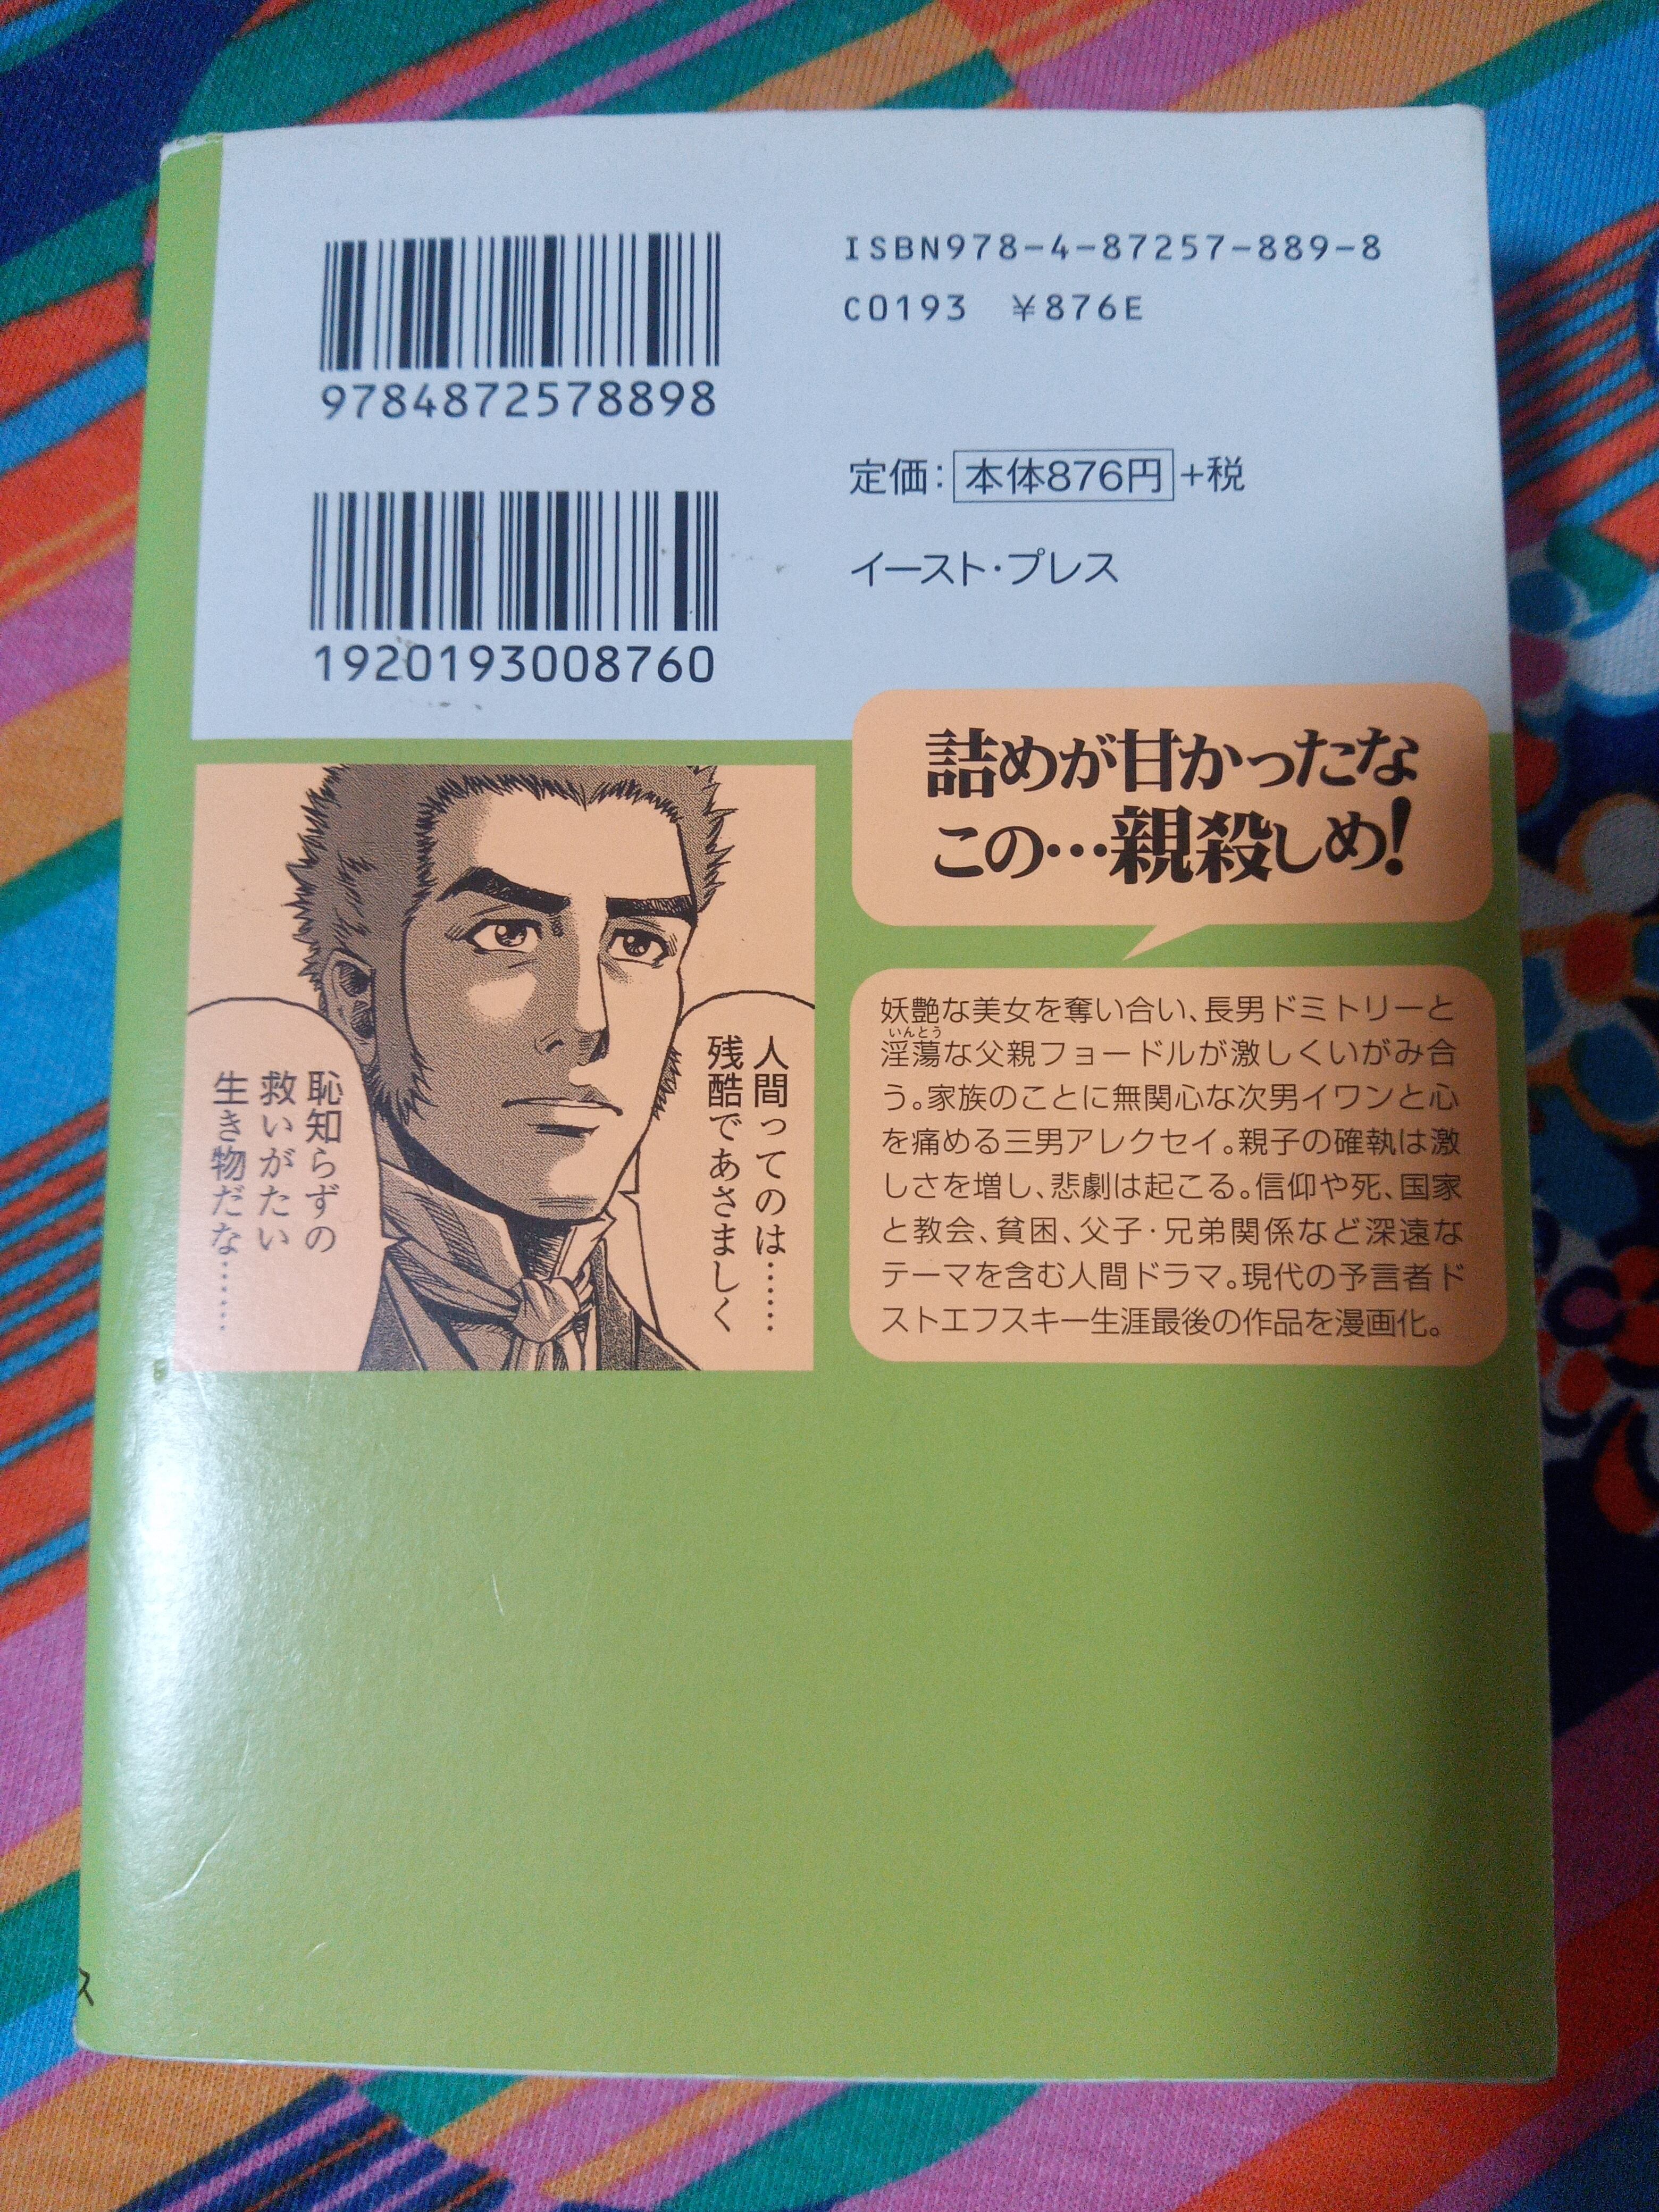 9784872578898
1920193008760
ISBN978-4-87257-889-8
C0193 ¥876E
定価：本体876円+税
イースト・プレス
詰めが甘かったな
この…親殺しめ！
人間ってのは……
残酷であさましく
恥知らずの
救いがたい
生き物だな……
妖艶な美女を奪い合い、長男ドミトリーと
いんとう
淫蕩な父親フョードルが激しくいがみ合
う。家族のことに無関心な次男イワンと心
を痛める三男アレクセイ。親子の確執は激
しさを増し、悲劇は起こる。信仰や死、国家
と教会、貧困、父子・兄弟関係など深遠な
テーマを含む人間ドラマ。現代の予言者ド
ストエフスキー生涯最後の作品を漫画化。
ス